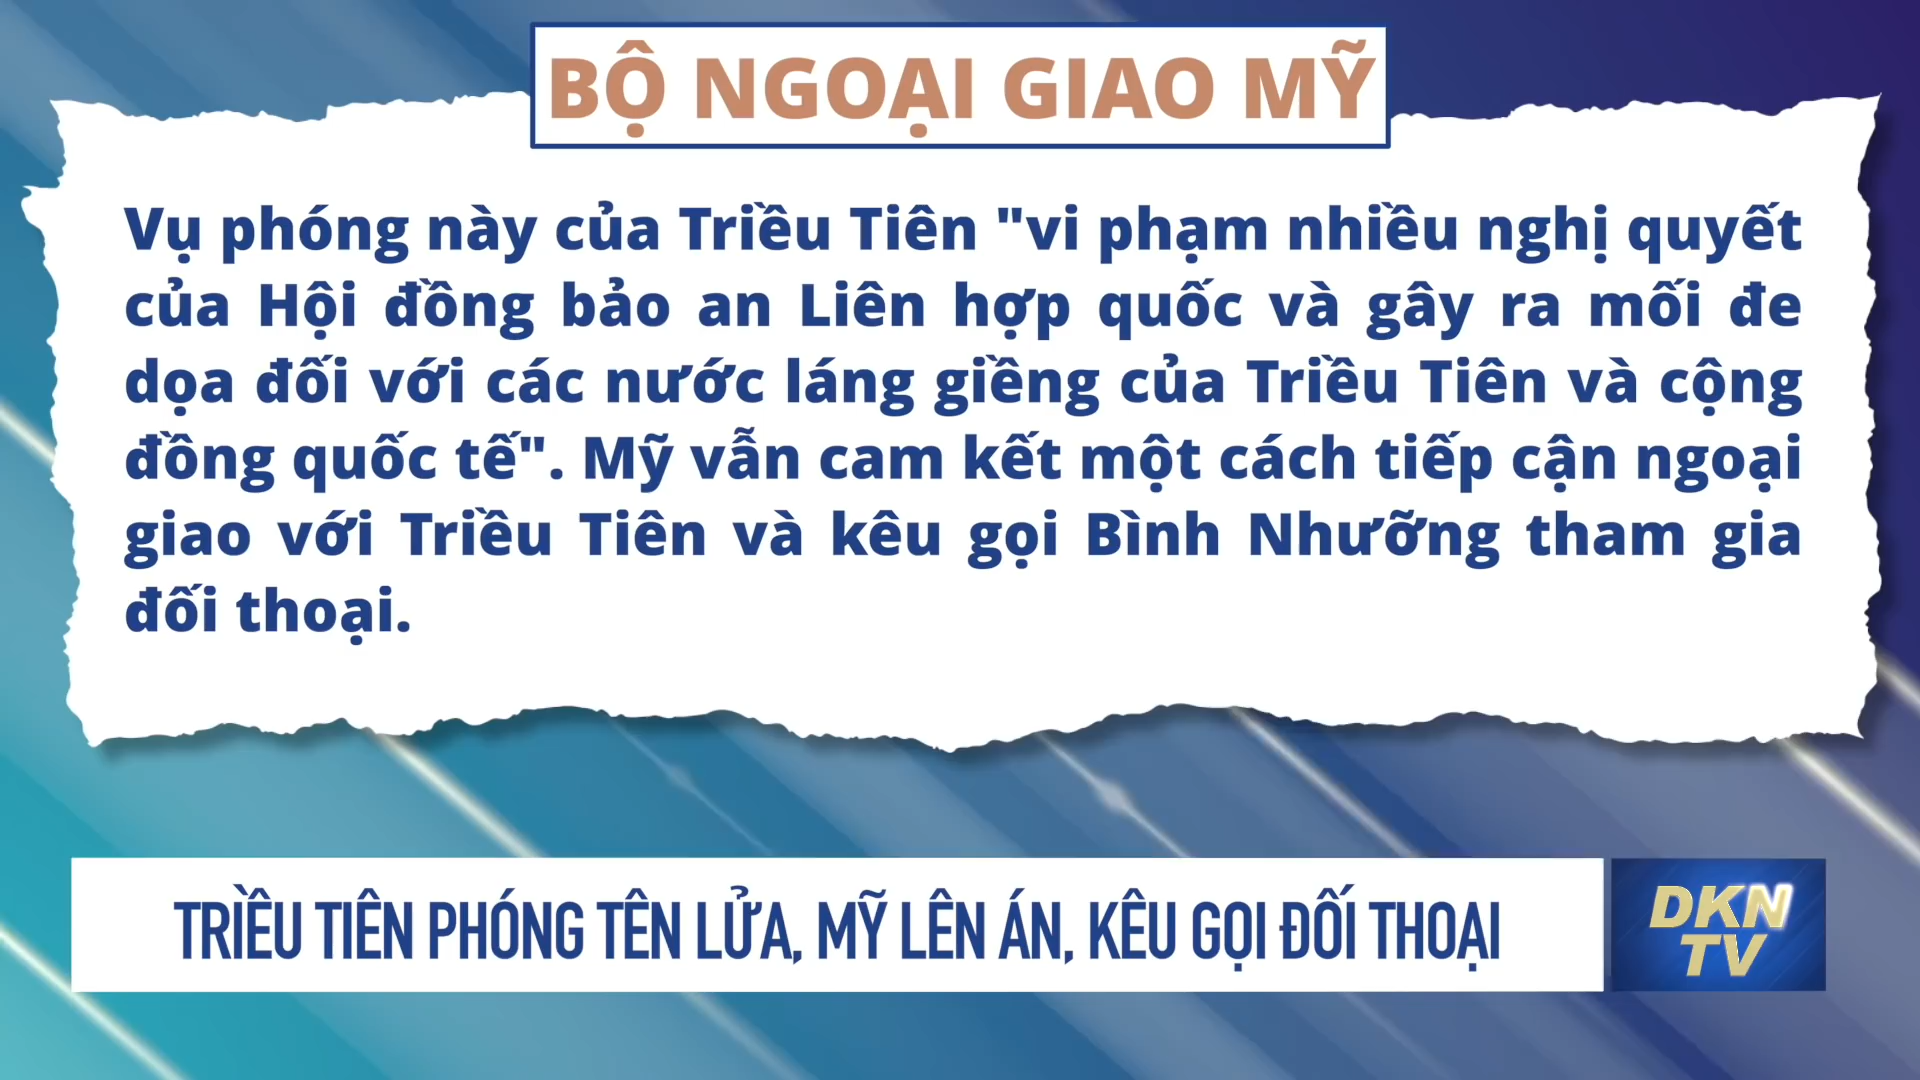 BỘ NGOẠI GIAO MỸ
Vụ phóng này của Triều Tiên "vi phạm nhiều nghị quyết
của Hội đồng bảo an Liên hợp quốc và gây ra mối đe
dọa đối với các nước láng giềng của Triều Tiên và cộng
đồng quốc tế". Mỹ vẫn cam kết một cách tiếp cận ngoại
giao với Triều Tiên và kêu gọi Bình Nhưỡng tham gia
đối thoại.
TRIỀU TIÊN PHÓNG TÊN LỬA, MỸ LÊN ÁN, KÊU GỌI ĐỐI THOẠI
DKN
TV